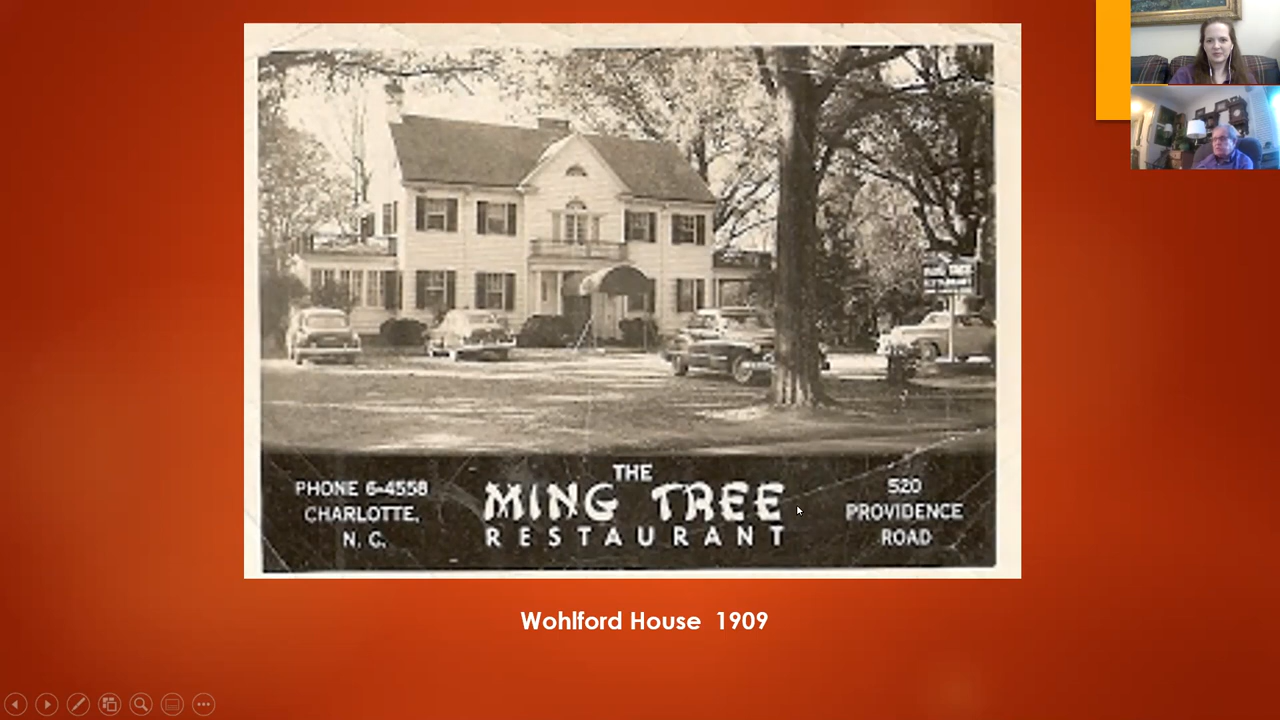 THE
MING TREE
RESTAURANT
PHONE 6-4558
CHARLOTTE,
N. C.
520
PROVIDENCE
ROAD
Wohlford House 1909